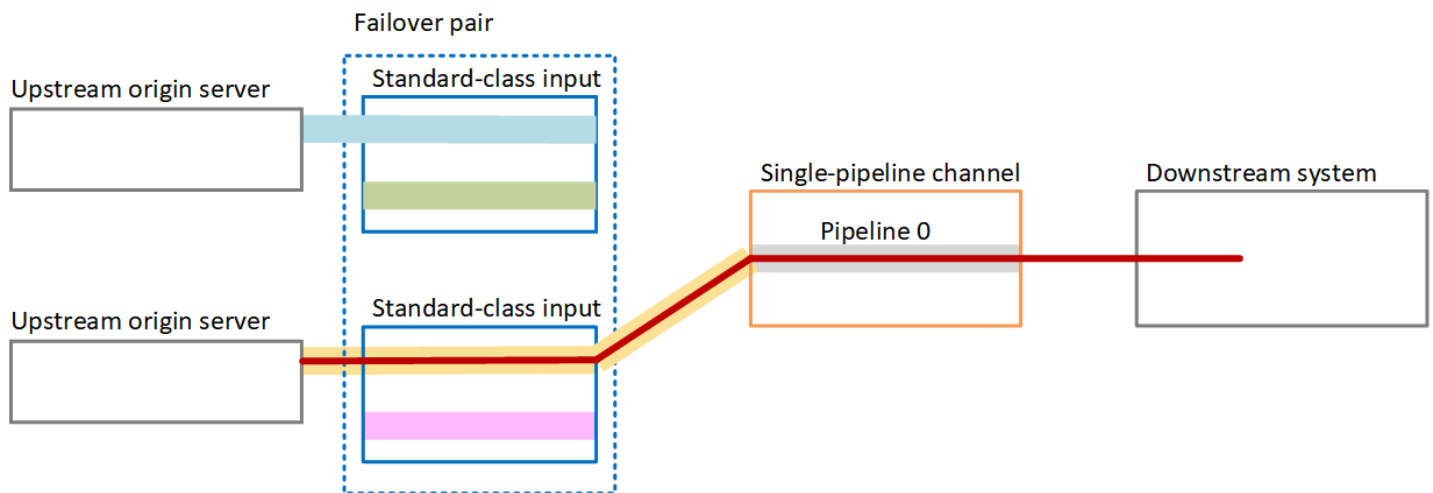 Failover pair
Upstream origin server
Standard-class input
Single-pipeline channel
Pipeline 0
Downstream system
Upstream origin server
Standard-class input